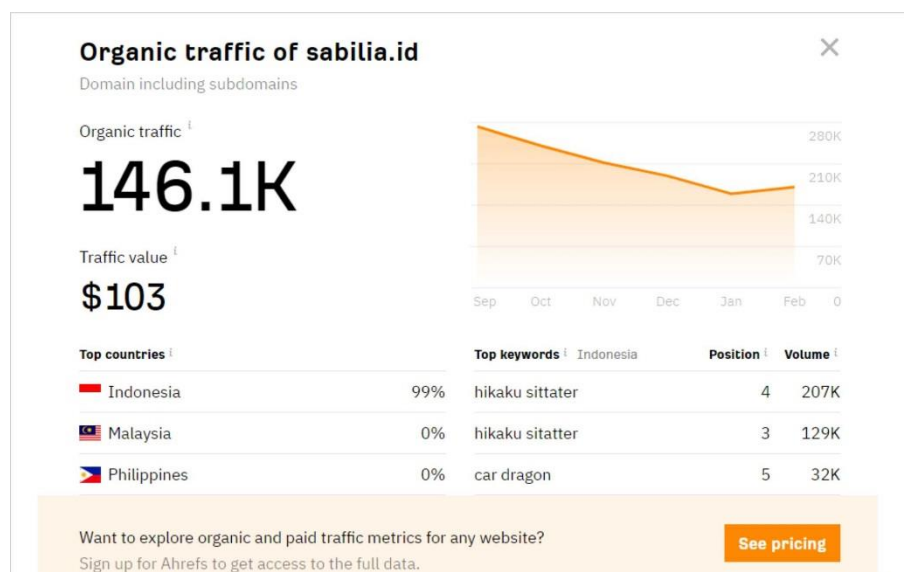 Organic traffic of sabilia.id
Domain including subdomains
Organic traffic i
146.1K
Traffic value i
$103
280K
210K
140K
70K
Sep Oct Nov Dec Jan Feb 0
Top countries i
Indonesia 99%
Malaysia 0%
Philippines 0%
Top keywords i Indonesia Position i Volume i
hikaku sittater 4 207K
hikaku sitatter 3 129K
car dragon 5 32K
Want to explore organic and paid traffic metrics for any website?
Sign up for Ahrefs to get access to the full data.
See pricing